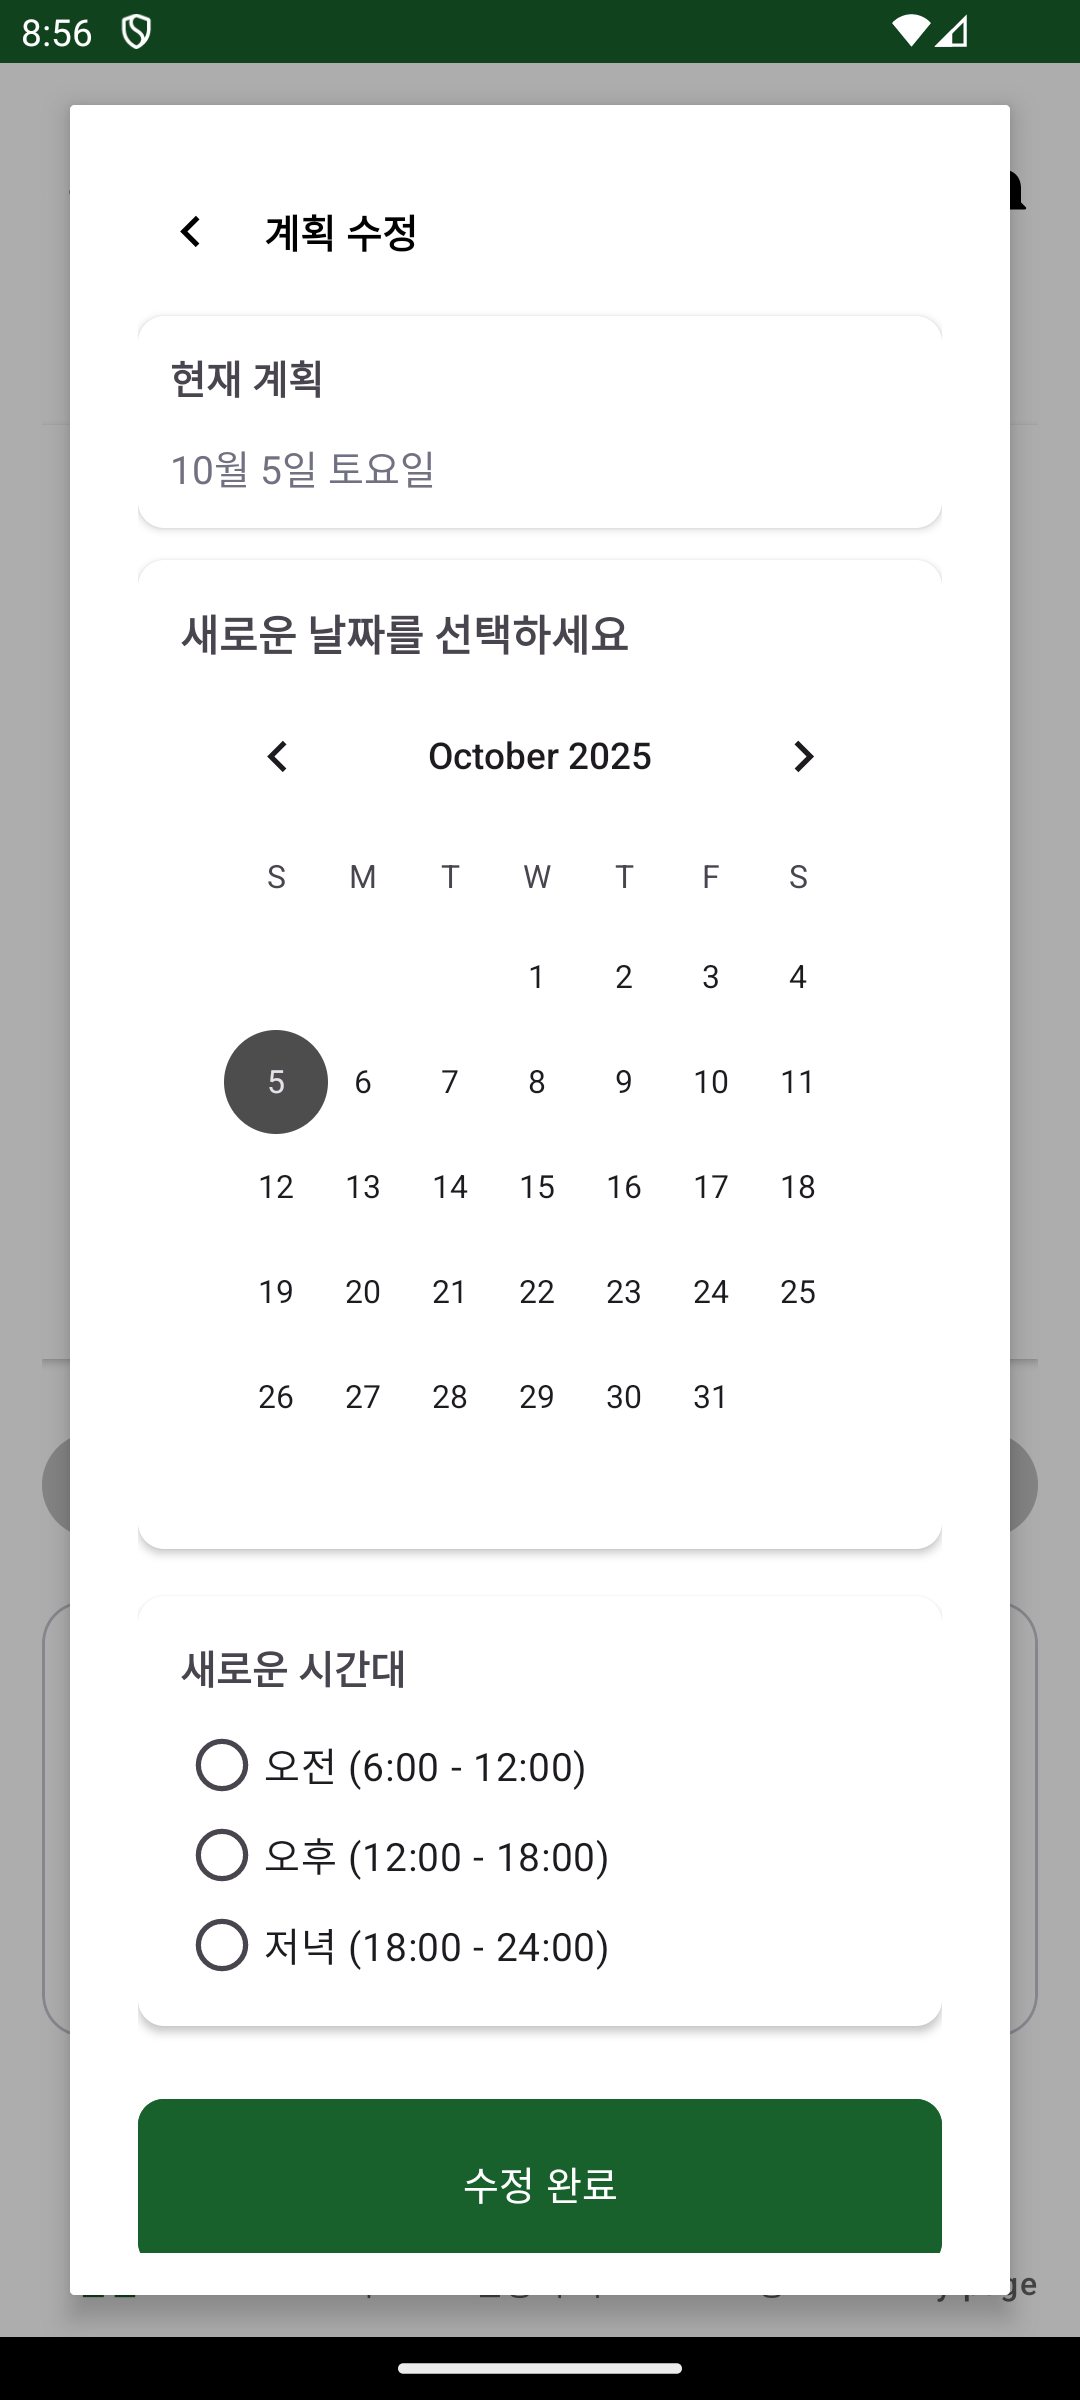 8:56
계획 수정
현재 계획
10월 5일 토요일
새로운 날짜를 선택하세요
October 2025
S M T W T F S
1 2 3 4
5 6 7 8 9 10 11
12 13 14 15 16 17 18
19 20 21 22 23 24 25
26 27 28 29 30 31
새로운 시간대
오전 (6:00 - 12:00)
오후 (12:00 - 18:00)
저녁 (18:00 - 24:00)
수정 완료